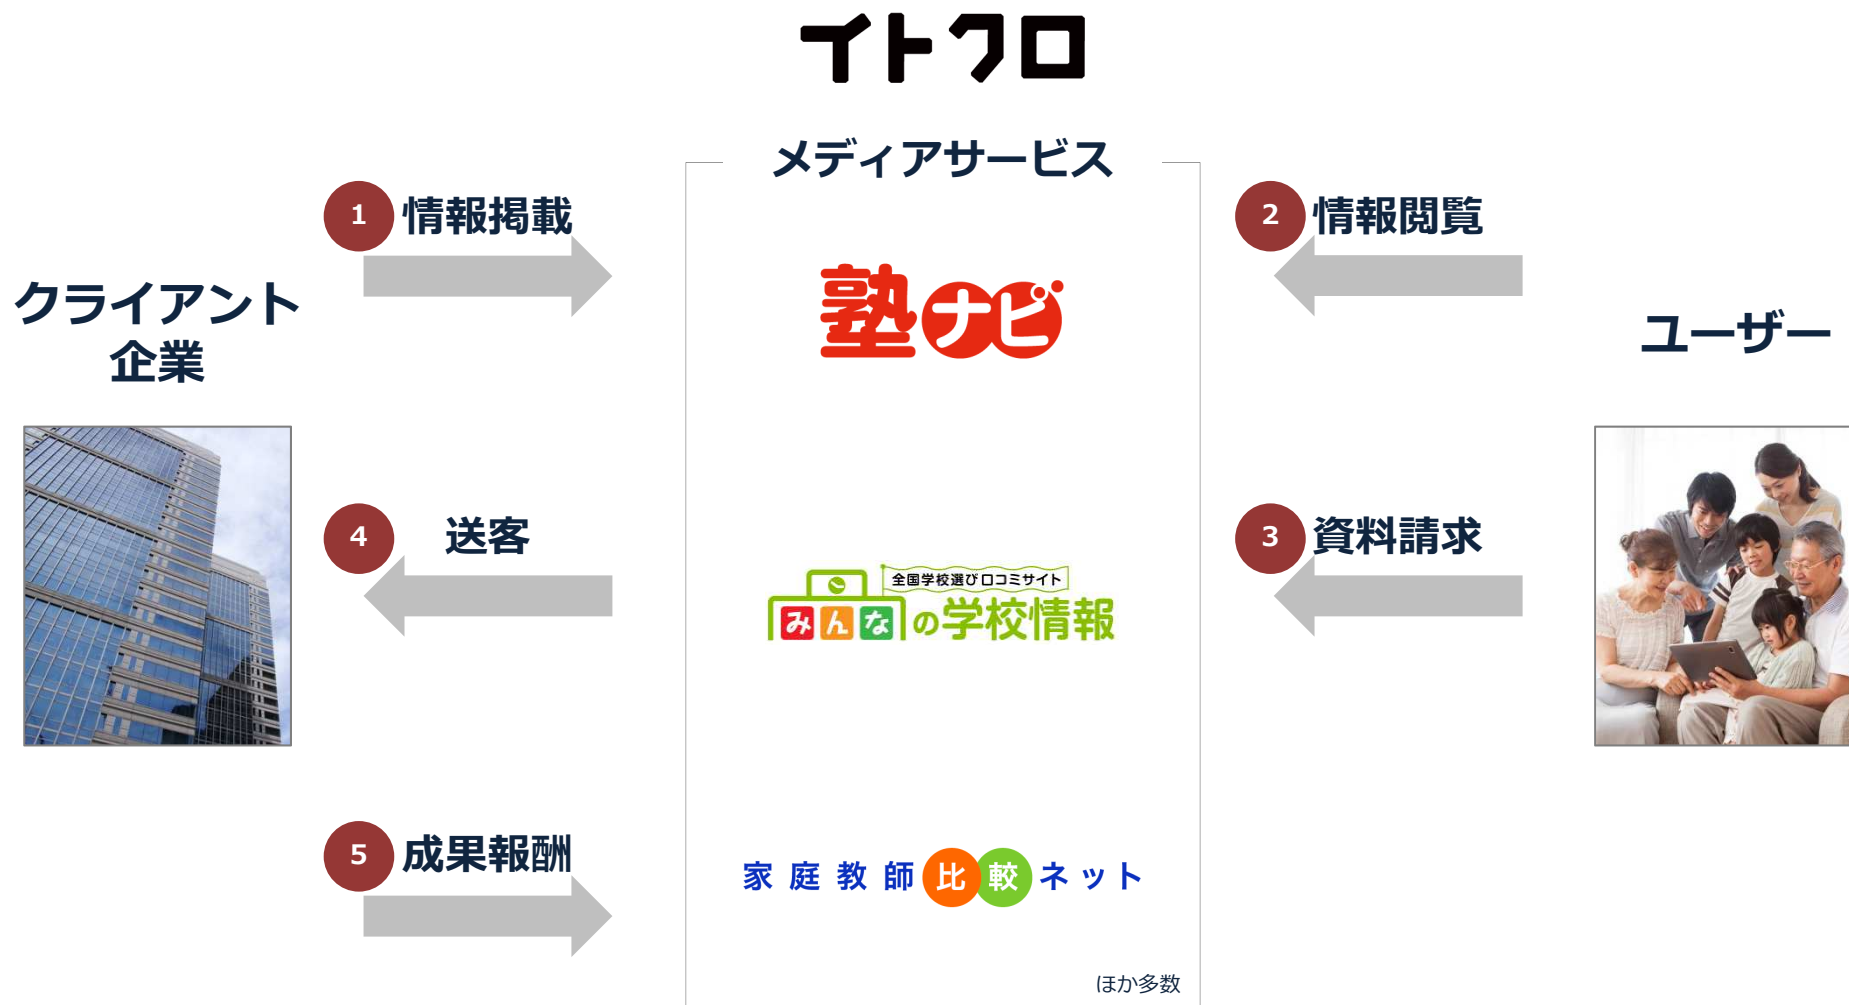 イトクロ
メディアサービス
1 情報掲載
2 情報閲覧
クライアント
企業
塾ナビ
ユーザー
4 送客
3 資料請求
全国学校選び口コミサイト
みんなの学校情報
5 成果報酬
家庭教師比較ネット
ほか多数